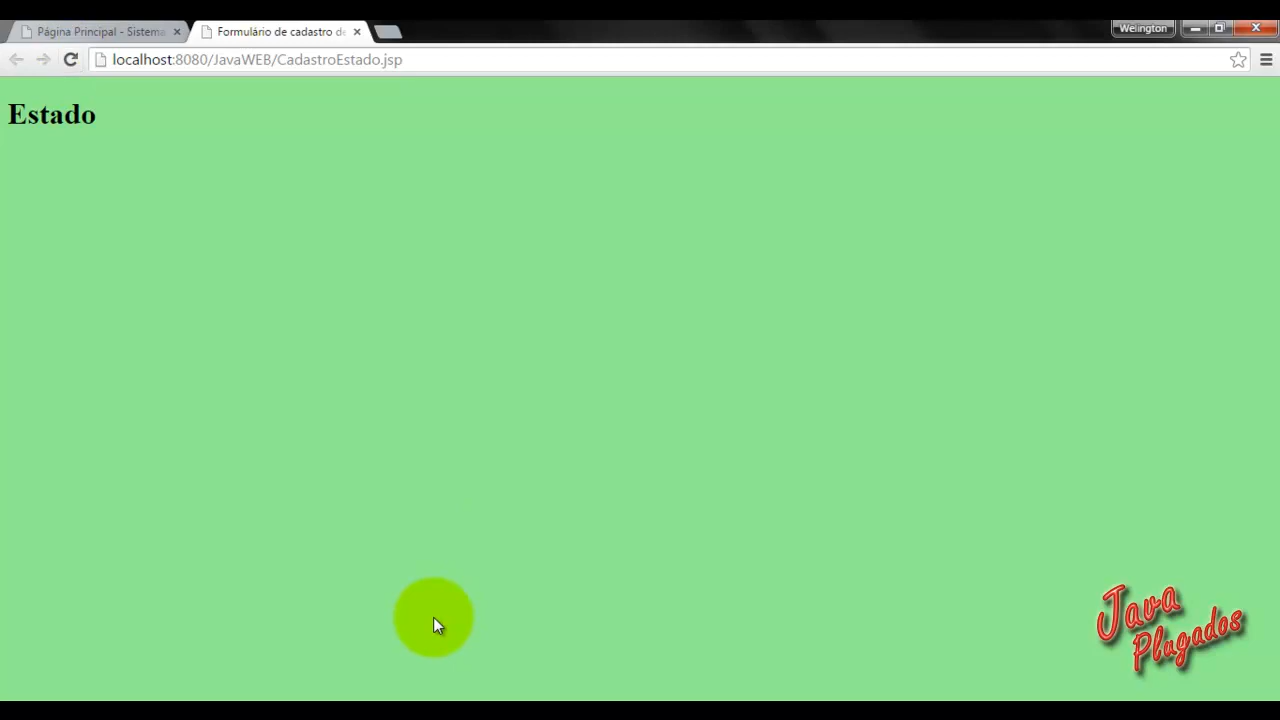 Página Principal - Sistema
Formulário de cadastro de
Welington
localhost:8080/JavaWEB/CadastroEstado.jsp
Estado
Java
Plugados